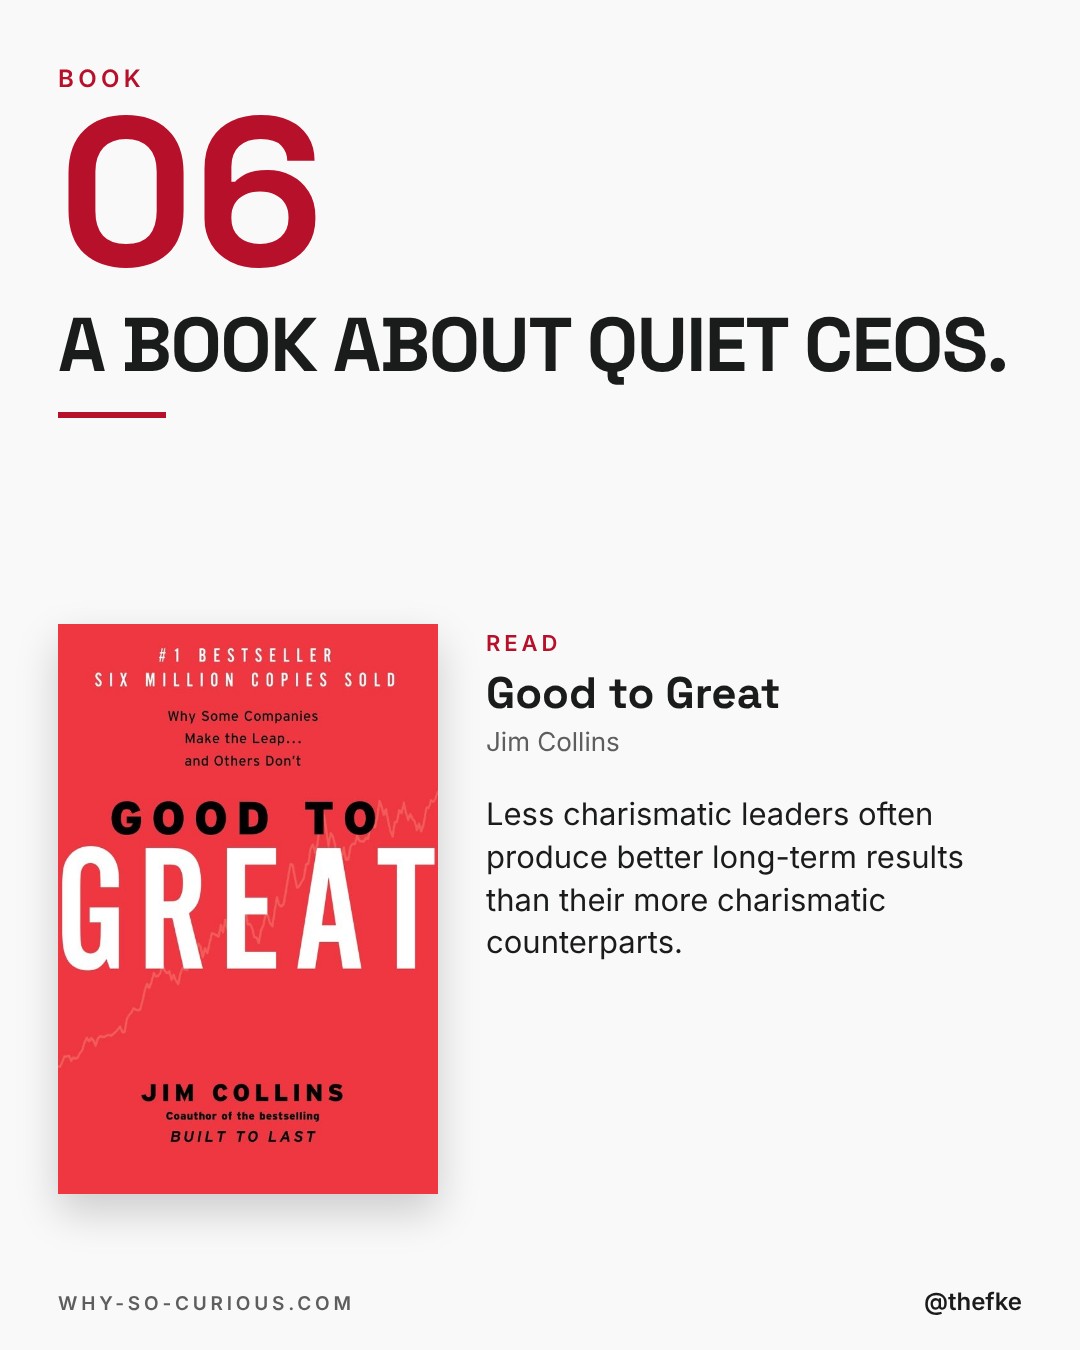 BOOK
06
A BOOK ABOUT QUIET CEOS.
#1 BESTSELLER
SIX MILLION COPIES SOLD
Why Some Companies
Make the Leap...
and Others Don't
GOOD TO
GREAT
JIM COLLINS
Coauthor of the bestselling
BUILT TO LAST
READ
Good to Great
Jim Collins
Less charismatic leaders often
produce better long-term results
than their more charismatic
counterparts.
WHY-SO-CURIOUS.COM
@thefke